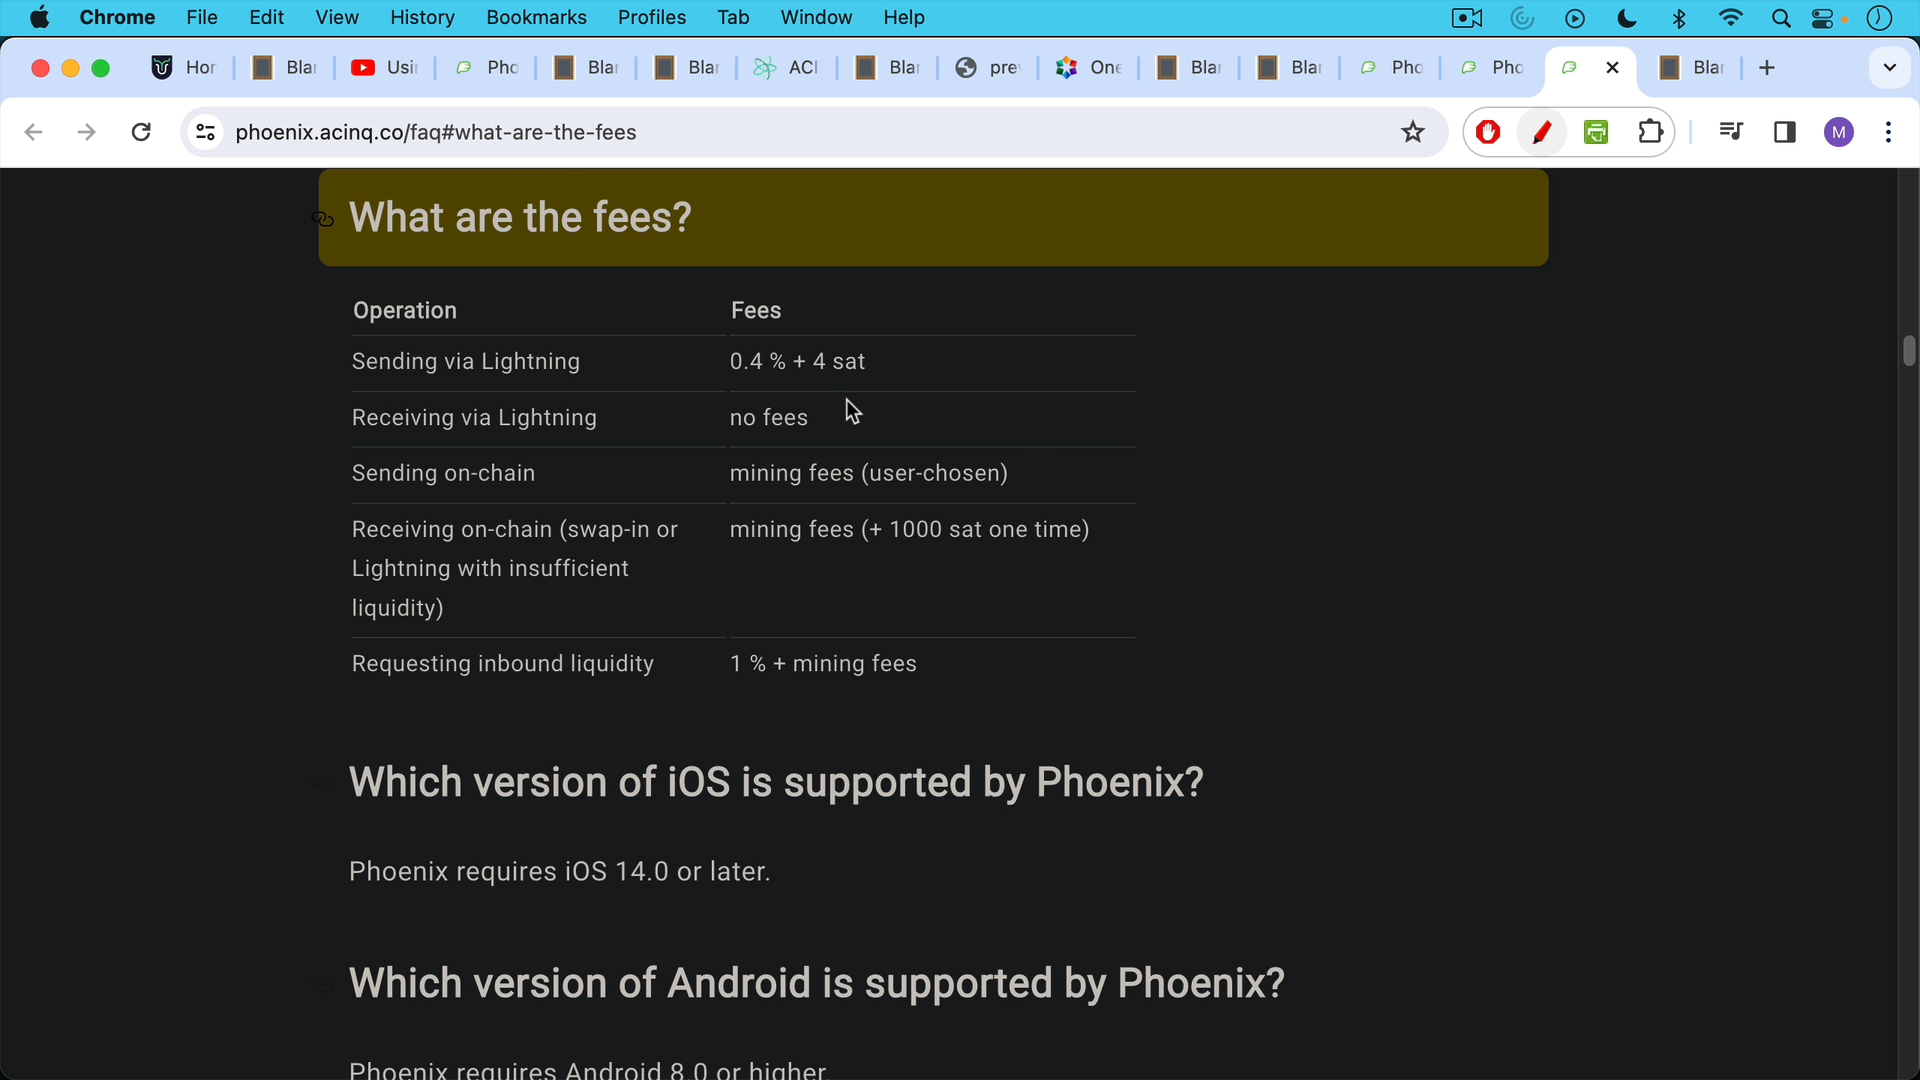 Chrome File Edit View History Bookmarks Profiles Tab Window Help
Hor Blar Usi Pho Blar Blar ACI Blar pre One Blar Blar Pho Pho Blar
phoenix.acinq.co/faq#what-are-the-fees M
What are the fees?
Operation Fees
Sending via Lightning 0.4 % + 4 sat
Receiving via Lightning no fees
Sending on-chain mining fees (user-chosen)
Receiving on-chain (swap-in or mining fees (+ 1000 sat one time)
Lightning with insufficient
liquidity)
Requesting inbound liquidity 1 % + mining fees
Which version of iOS is supported by Phoenix?
Phoenix requires iOS 14.0 or later.
Which version of Android is supported by Phoenix?
Phoenix requires Android 8.0 or higher.